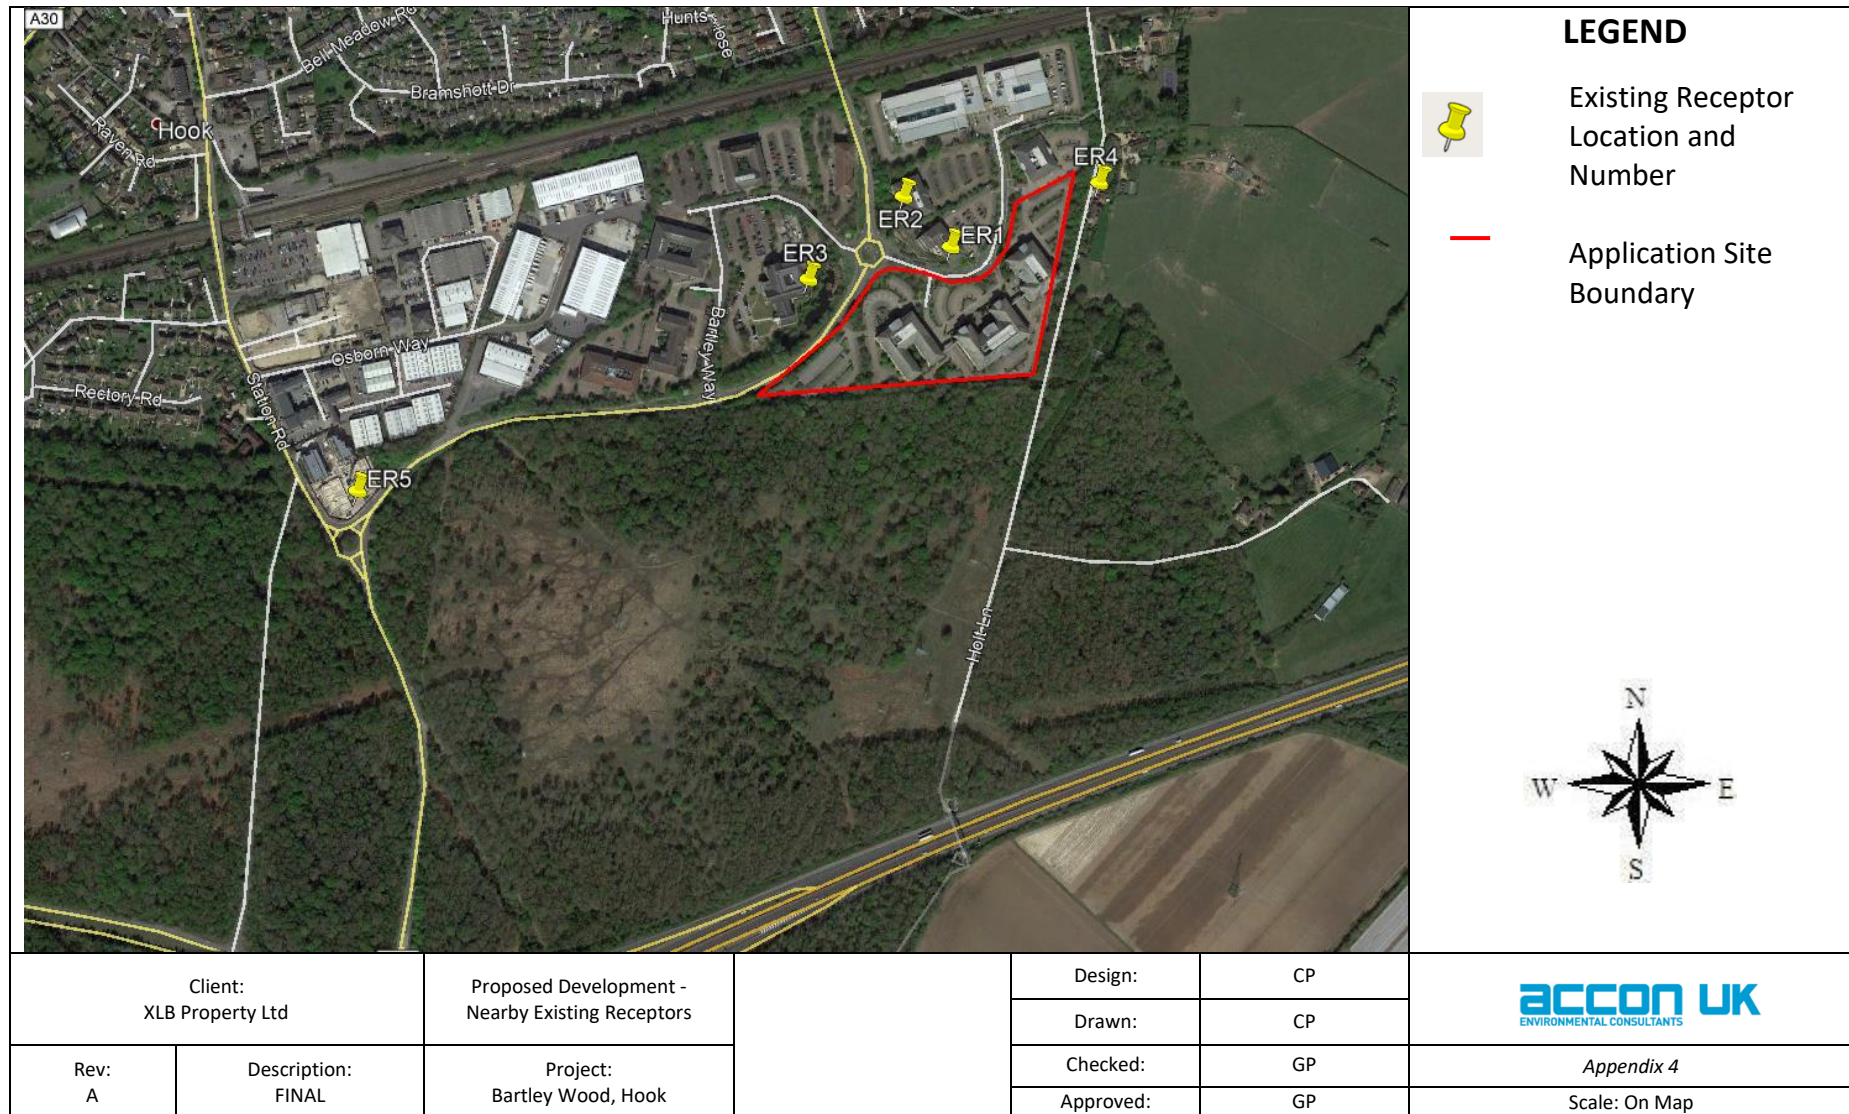 A30
Hunts
lose
Bell Meadow Rd
Bramshott Dr
Raven Rd
Hook
ER4
ER2
ER1
ER3
Bartley Way
Osborn Way
Rectory Rd
Station Rd
ER5
Holt Ln
LEGEND
Existing Receptor
Location and
Number
Application Site
Boundary
N
W
E
S
Client:
XLB Property Ltd
Proposed Development -
Nearby Existing Receptors
Rev:
A
Description:
FINAL
Project:
Bartley Wood, Hook
Design:
CP
Drawn:
CP
Checked:
GP
Approved:
GP
accon UK
ENVIRONMENTAL CONSULTANTS
Appendix 4
Scale: On Map